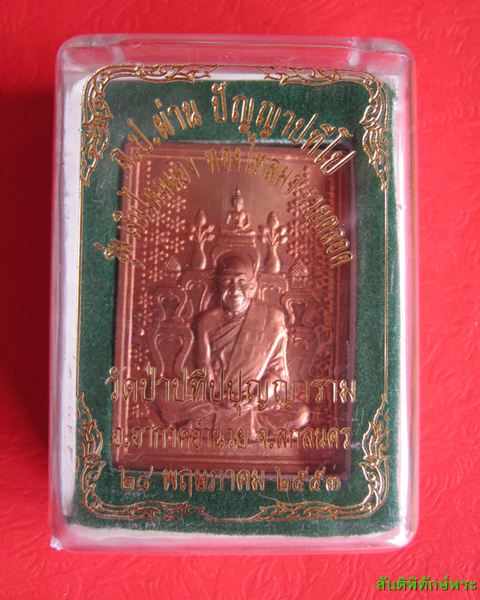 ล.ป.ผ่าน ปัญญาปทีโป
รุ่น
วัดป่าปทีปปุญญาราม
อ.อากาศอำนวย จ.สกลนคร
๒๘ พฤษภาคม ๒๕๕๓
สันติพิทักษ์พระ